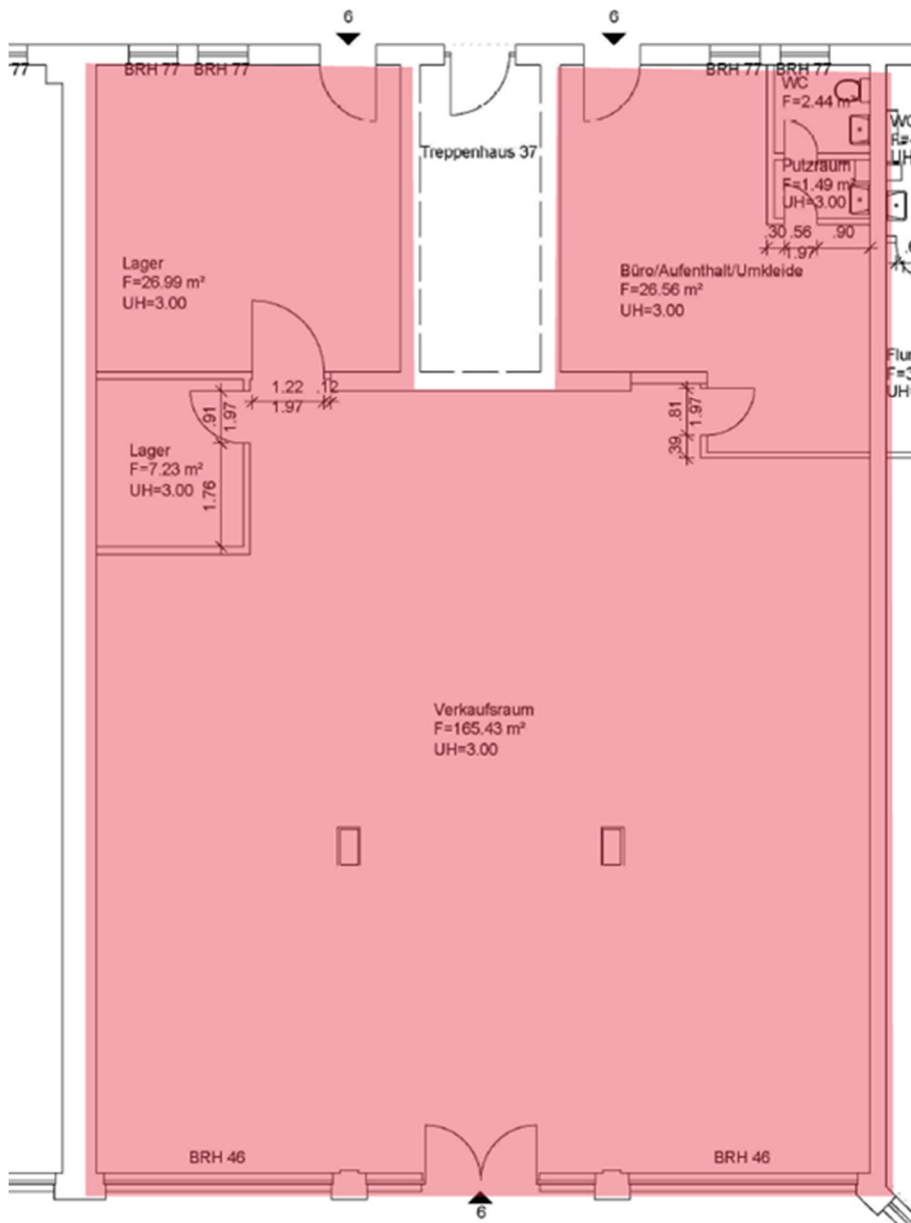 6
6
77
BRH 77
BRH 77
BRH 77
BRH 77
WC
F=2.44 m²
Treppenhaus 37
Putzraum
F=1.49 m²
UH=3.00
.30
.56
.90
1.97
Lager
F=26.99 m²
UH=3.00
Büro/Aufenthalt/Umkleide
F=26.56 m²
UH=3.00
1.22
.12
1.97
.91
1.97
.81
1.97
.39
Lager
F=7.23 m²
UH=3.00
1.76
Verkaufsraum
F=165.43 m²
UH=3.00
BRH 46
BRH 46
6